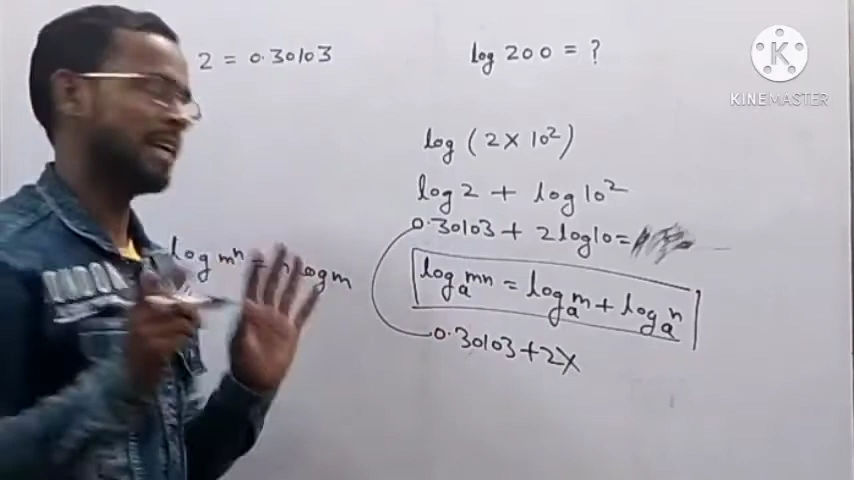 2 = 0.30103
log 200 = ?
K
KINEMASTER
log (2 × 10²)
log 2 + log 10²
0.30103 + 2 log 10 =
log mⁿ = n log m
logₐ mn = logₐ m + logₐ n
0.30103 + 2 ×